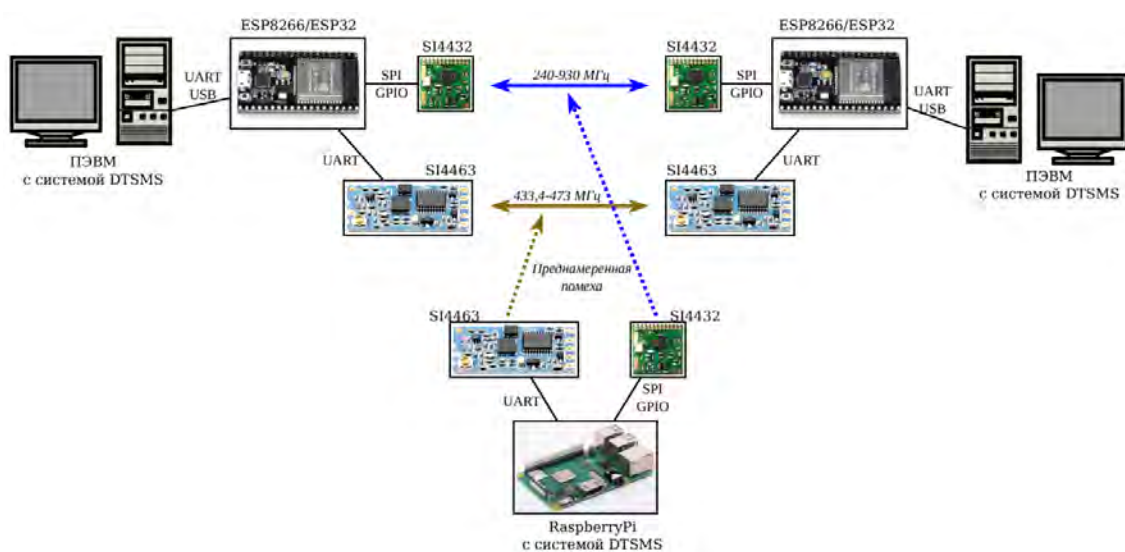 ESP8266/ESP32
ESP8266/ESP32
SI4432
SI4432
UART
USB
SPI
GPIO
240-930 МГц
SPI
GPIO
UART
USB
UART
UART
ПЭВМ
с системой DTSMS
SI4463
SI4463
ПЭВМ
с системой DTSMS
433,4-473 МГц
Преднамеренная
помеха
SI4463
SI4432
UART
SPI
GPIO
RaspberryPi
с системой DTSMS